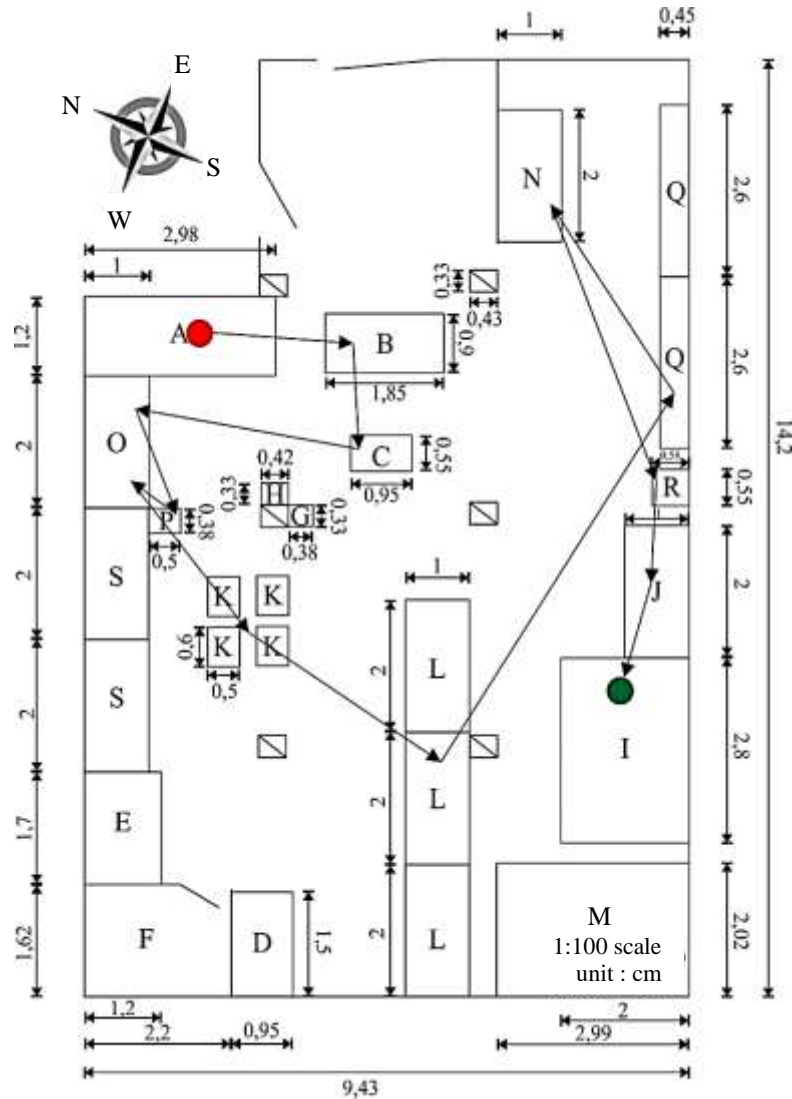 1
0,45
E
N
S
W
N
2
Q
2,6
14,2
2,98
1
0,33
0,43
1,2
A
B
0,9
1,85
Q
2,6
O
2
0,42
C
0,55
0,95
0,33
H
R
0,55
P
0,38
G
0,33
0,5
0,38
1
J
2
S
2
K
K
1
0,6
K
K
0,5
2
L
I
2,8
S
2
2
L
E
1,7
F
1,62
D
1,5
2
L
M
1:100 scale
unit : cm
2,02
1,2
2
2,2
0,95
2,99
9,43